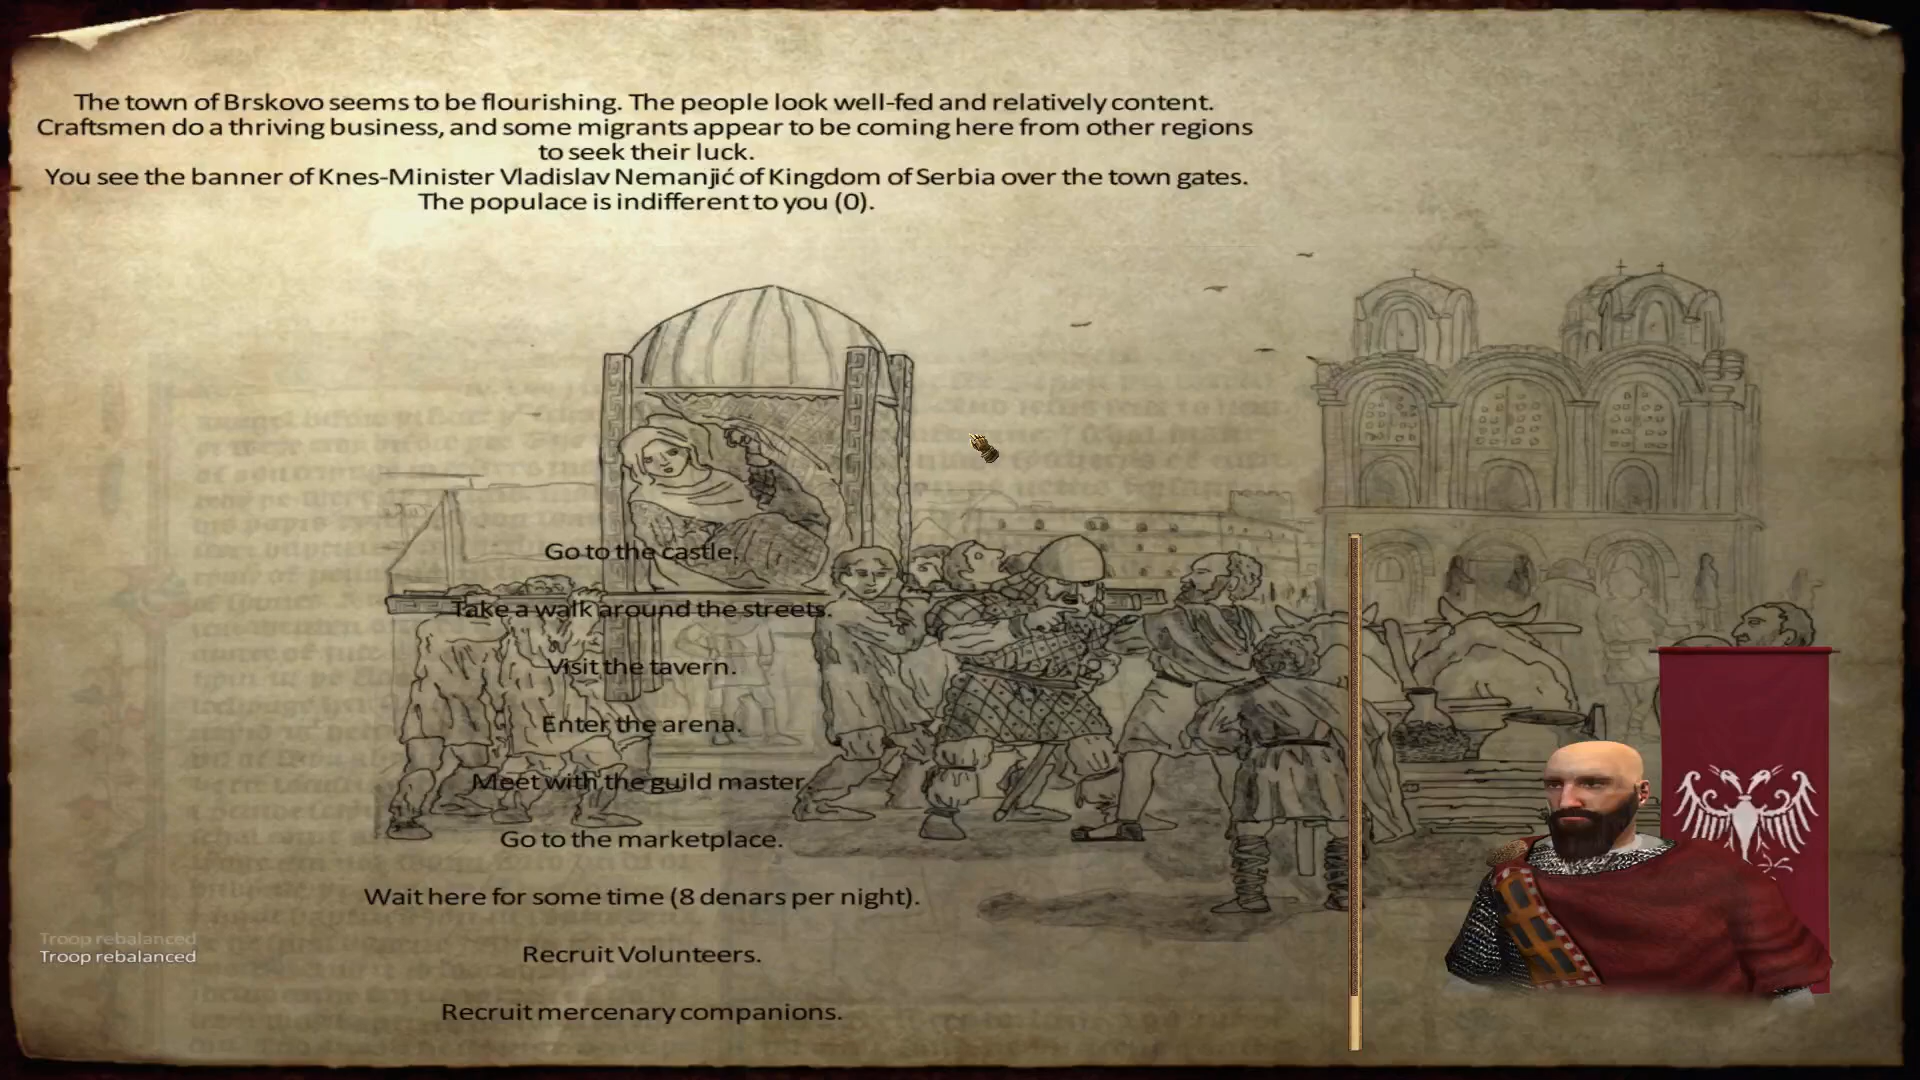 The town of Brskovo seems to be flourishing. The people look well-fed and relatively content.
Craftsmen do a thriving business, and some migrants appear to be coming here from other regions
to seek their luck.
You see the banner of Knes-Minister Vladislav Nemanjić of Kingdom of Serbia over the town gates.
The populace is indifferent to you (0).
Go to the castle.
Take a walk around the streets.
Visit the tavern.
Enter the arena.
Meet with the guild master.
Go to the marketplace.
Wait here for some time (8 denars per night).
Recruit Volunteers.
Recruit mercenary companions.
Troop rebalanced
Troop rebalanced